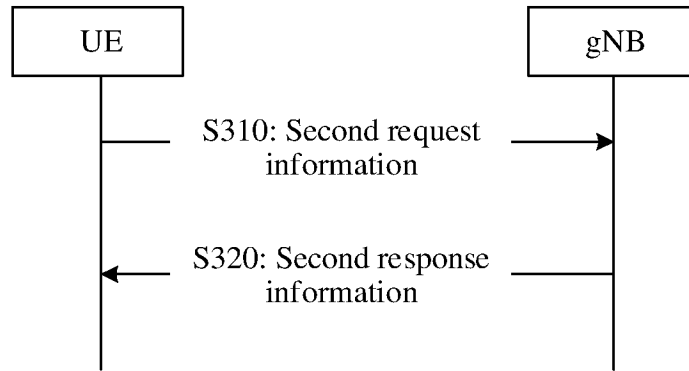 UE
gNB
S310: Second request
information
S320: Second response
information